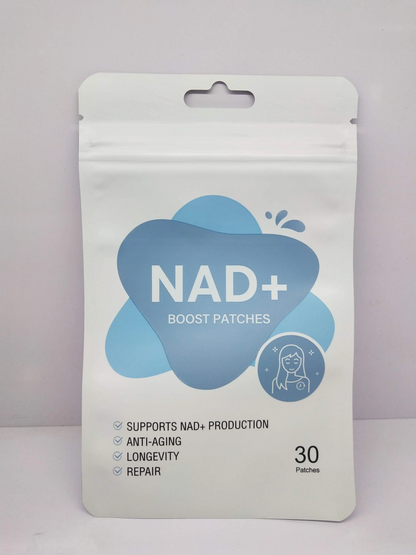 NAD+
BOOST PATCHES
SUPPORTS NAD+ PRODUCTION
ANTI-AGING
LONGEVITY
REPAIR
30
Patches